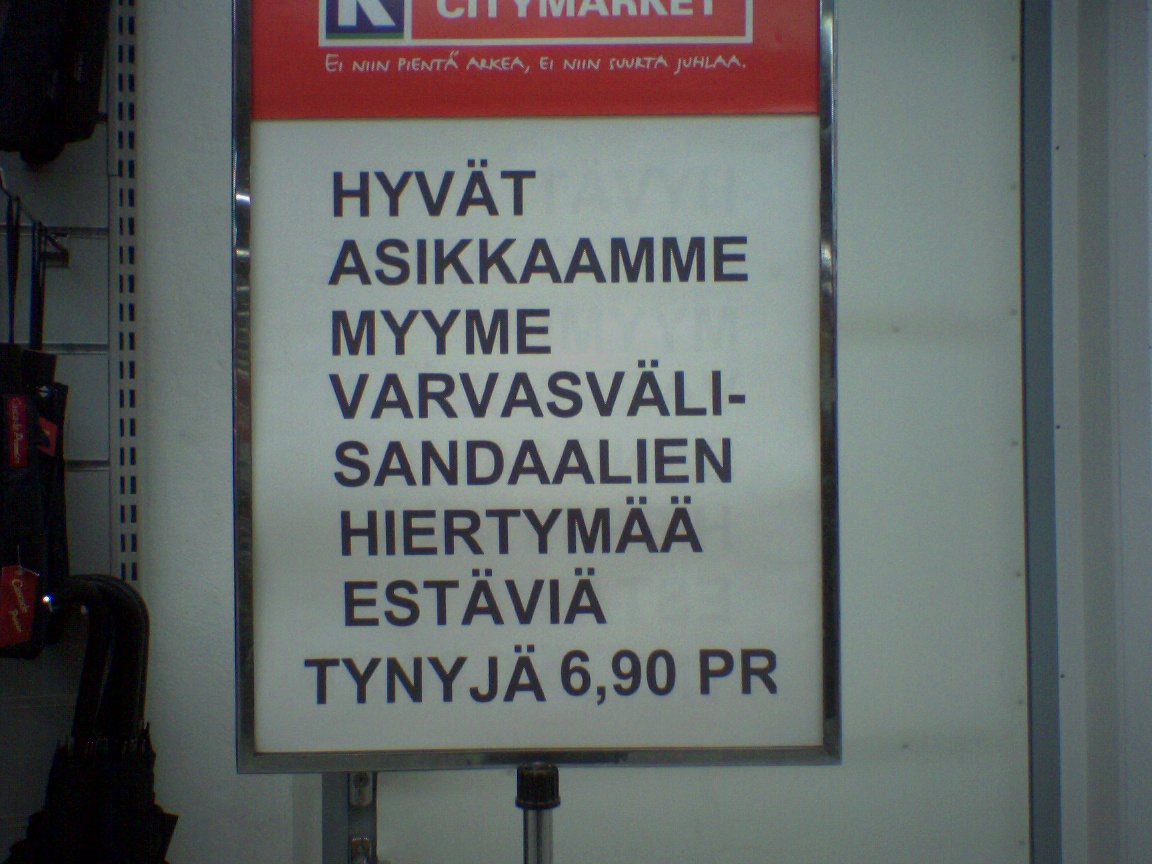 K CITYMARKET
EI NIIN PIENTÄ ARKEA, EI NIIN SUURTA JUHLAA.
HYVÄT
ASIKKAAMME
MYYME
VARVASVÄLI-
SANDAALIEN
HIERTYMÄÄ
ESTÄVIÄ
TYNYJÄ 6,90 PR